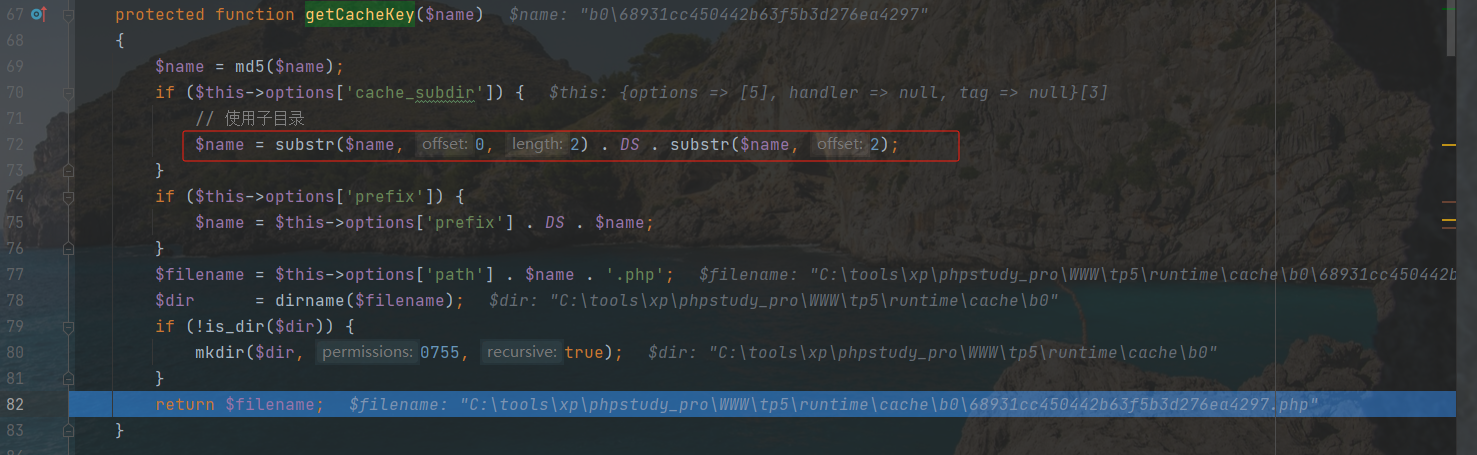 67 protected function getCacheKey($name) $name: "b0\68931cc450442b63f5b3d276ea4297"
68 {
69 $name = md5($name);
70 if ($this->options['cache_subdir']) { $this: {options => [5], handler => null, tag => null}[3]
71 // 使用子目录
72 $name = substr($name, offset: 0, length: 2) . DS . substr($name, offset: 2);
73 }
74 if ($this->options['prefix']) {
75 $name = $this->options['prefix'] . DS . $name;
76 }
77 $filename = $this->options['path'] . $name . '.php'; $filename: "C:\tools\xp\phpstudy_pro\WWW\tp5\runtime\cache\b0\68931cc450442b
78 $dir = dirname($filename); $dir: "C:\tools\xp\phpstudy_pro\WWW\tp5\runtime\cache\b0"
79 if (!is_dir($dir)) {
80 mkdir($dir, permissions: 0755, recursive: true); $dir: "C:\tools\xp\phpstudy_pro\WWW\tp5\runtime\cache\b0"
81 }
82 return $filename; $filename: "C:\tools\xp\phpstudy_pro\WWW\tp5\runtime\cache\b0\68931cc450442b63f5b3d276ea4297.php"
83 }